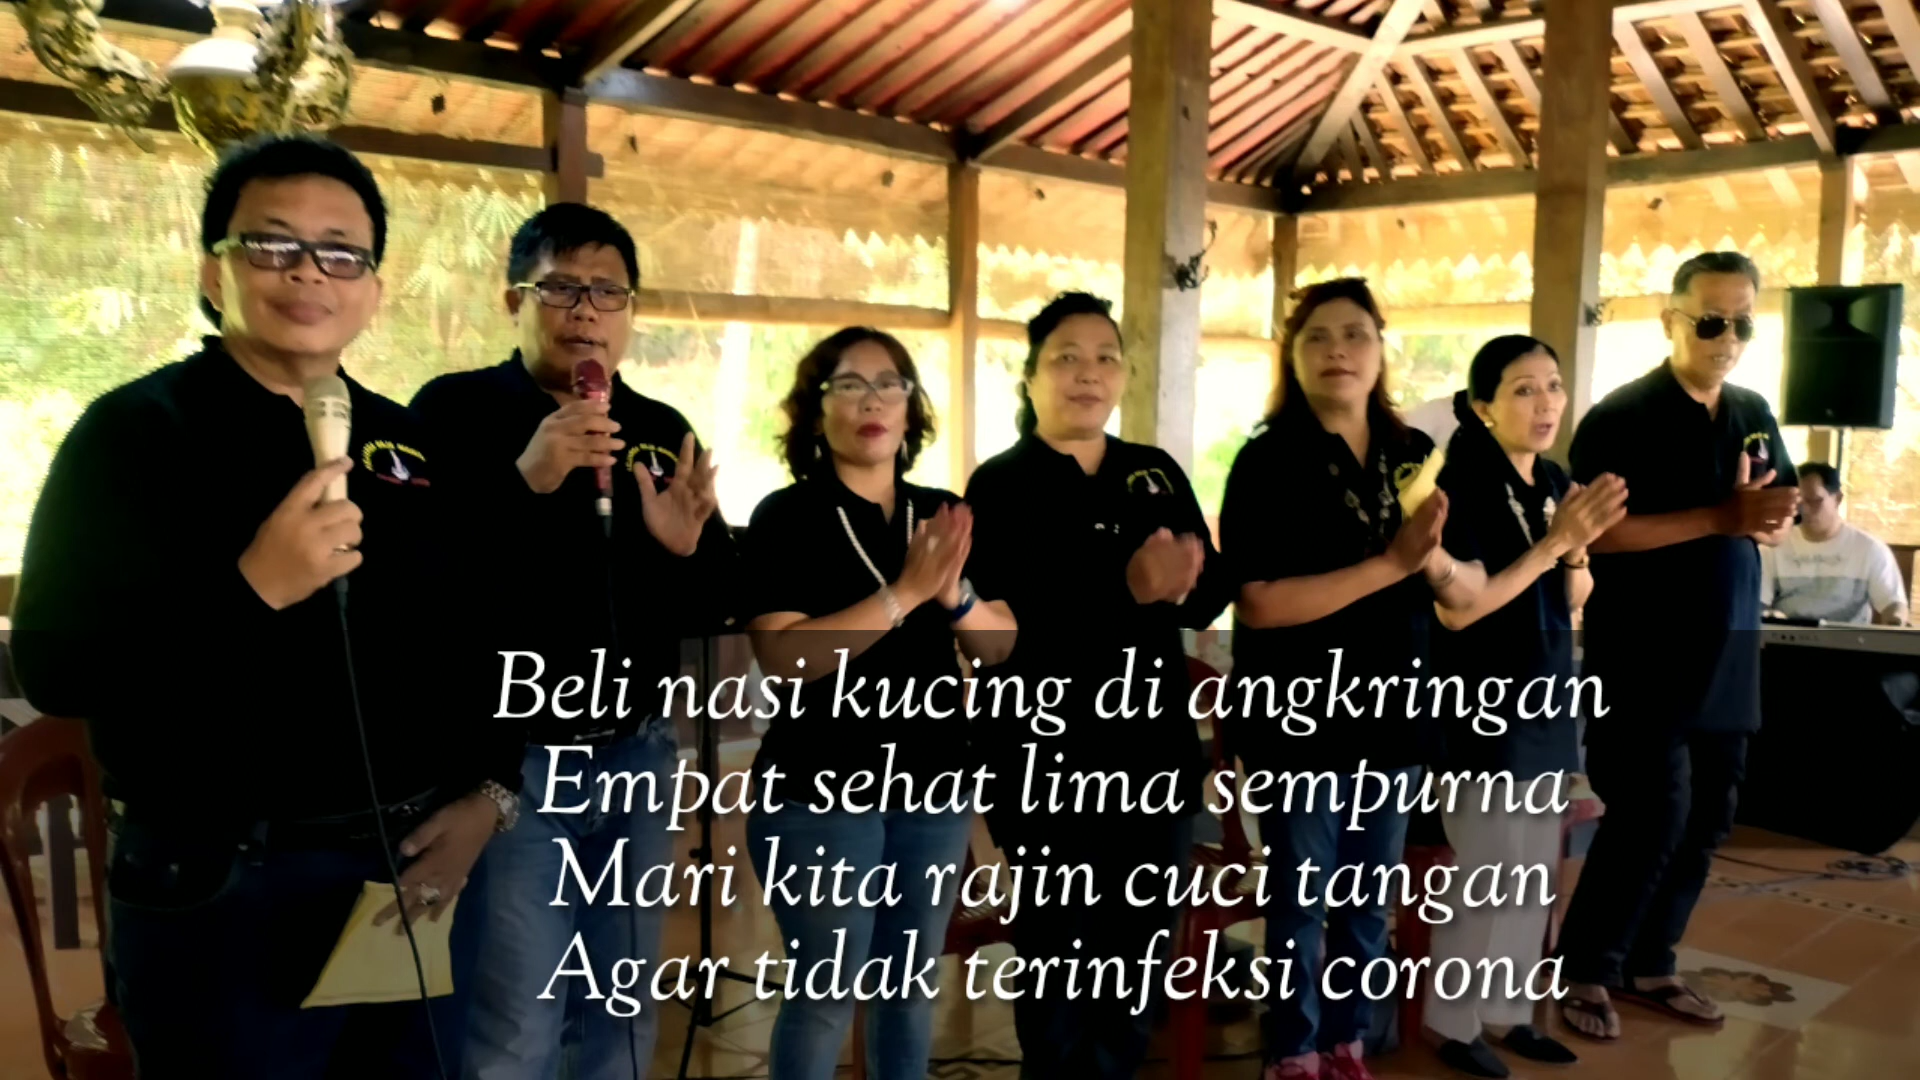 Beli nasi kucing di angkringan
Empat sehat lima sempurna
Mari kita rajin cuci tangan
Agar tidak terinfeksi corona